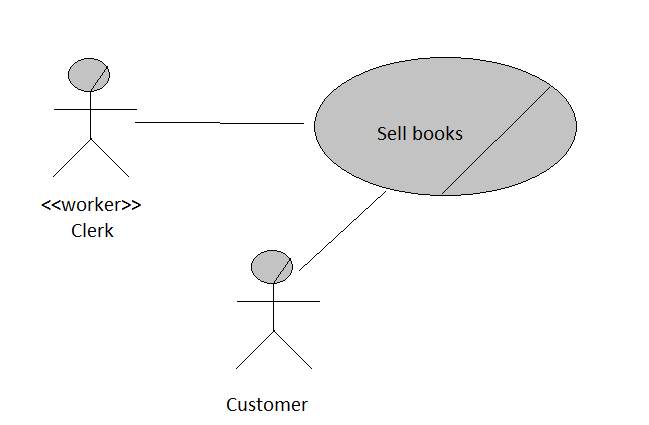 Sell books
<<worker>>
Clerk
Customer